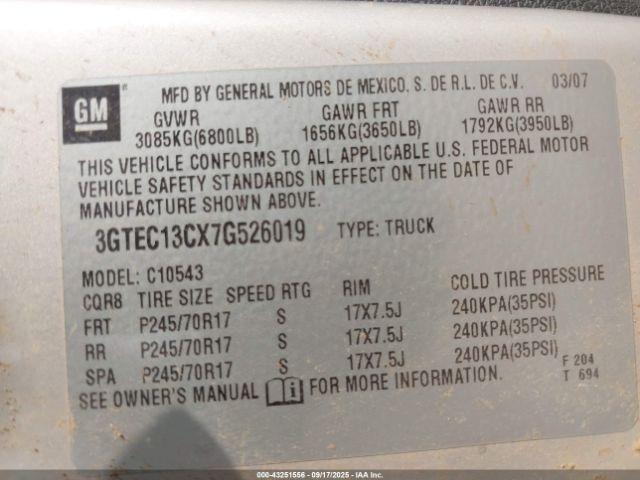 GM ®
MFD BY GENERAL MOTORS DE MEXICO, S. DE R.L. DE C.V. 03/07
GVWR GAWR FRT GAWR RR
3085KG(6800LB) 1656KG(3650LB) 1792KG(3950LB)
THIS VEHICLE CONFORMS TO ALL APPLICABLE U.S. FEDERAL MOTOR
VEHICLE SAFETY STANDARDS IN EFFECT ON THE DATE OF
MANUFACTURE SHOWN ABOVE.
3GTEC13CX7G526019 TYPE: TRUCK
MODEL: C10543
CQR8 TIRE SIZE SPEED RTG RIM COLD TIRE PRESSURE
FRT P245/70R17 S 17X7.5J 240KPA(35PSI)
RR P245/70R17 S 17X7.5J 240KPA(35PSI)
SPA P245/70R17 S 17X7.5J 240KPA(35PSI)
SEE OWNER'S MANUAL FOR MORE INFORMATION.
F 204
T 694
000-43251556 - 09/17/2025 - IAAI.COM